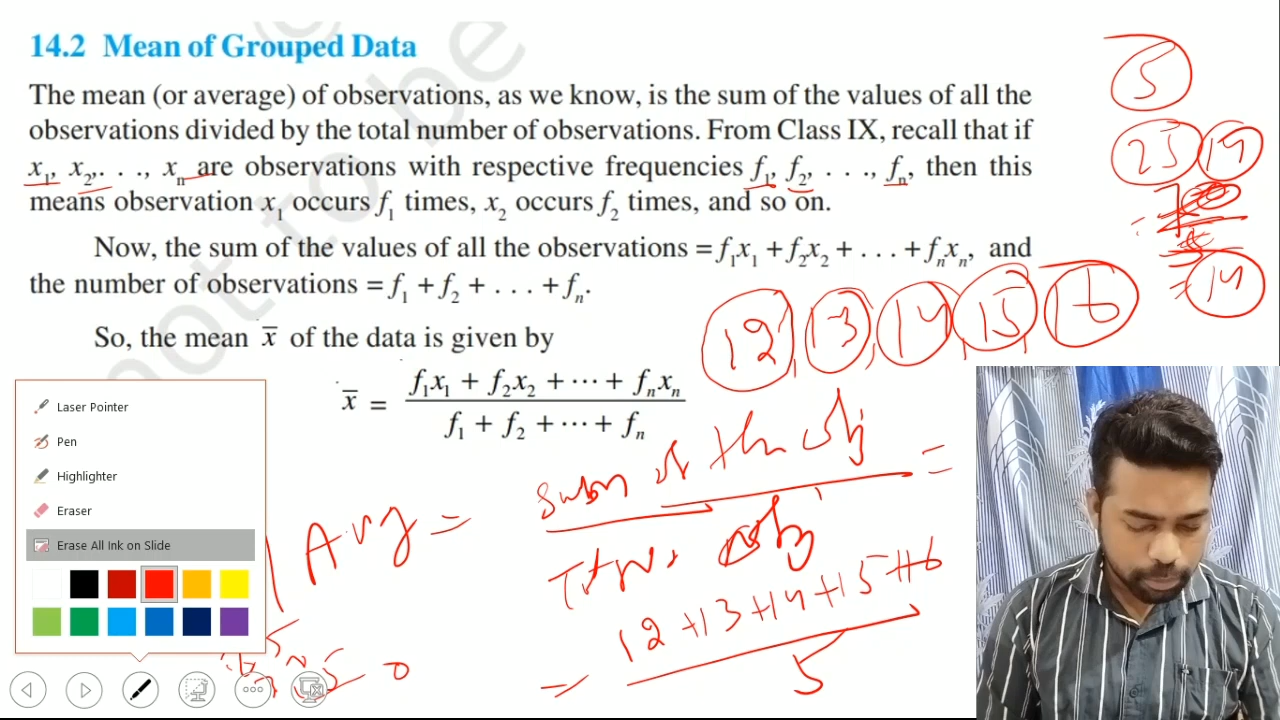 14.2 Mean of Grouped Data
The mean (or average) of observations, as we know, is the sum of the values of all the
observations divided by the total number of observations. From Class IX, recall that if
x₁, x₂, . . ., xₙ are observations with respective frequencies f₁, f₂, . . ., fₙ, then this
means observation x₁ occurs f₁ times, x₂ occurs f₂ times, and so on.
Now, the sum of the values of all the observations = f₁x₁ + f₂x₂ + . . . + fₙxₙ, and
the number of observations = f₁ + f₂ + . . . + fₙ.
So, the mean x̅ of the data is given by
x̅ = (f₁x₁ + f₂x₂ + ··· + fₙxₙ) / (f₁ + f₂ + ··· + fₙ)
not to be
5
25 19
= 14
12, 13, 14, 15, 16
Avg = sum of the obj =
obj
= 12+13+14+15+16
5
Laser Pointer
Pen
Highlighter
Eraser
Erase All Ink on Slide